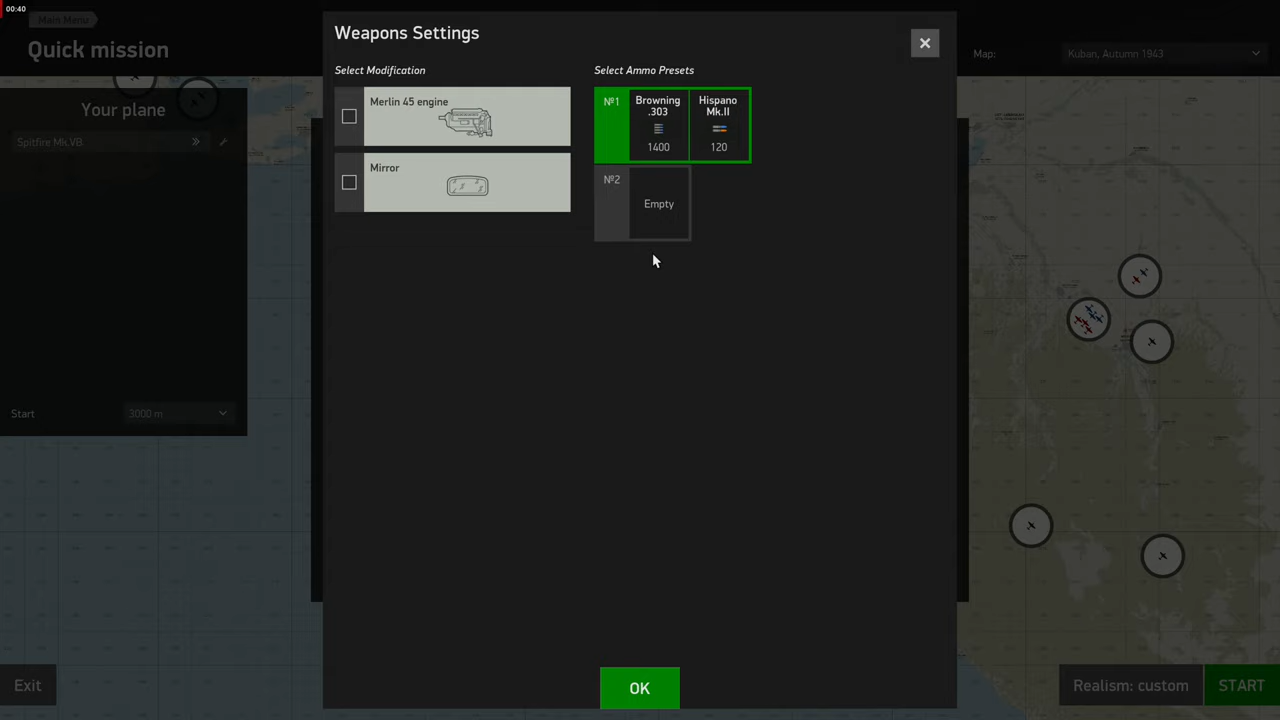 00:40
Main Menu
Quick mission
Your plane
Spitfire Mk.VB
Start
3000 m
Exit
Weapons Settings
Select Modification
Merlin 45 engine
Mirror
Select Ammo Presets
№1
Browning
.303
1400
Hispano
Mk.II
120
№2
Empty
OK
Map:
Kuban, Autumn 1943
Realism: custom
START